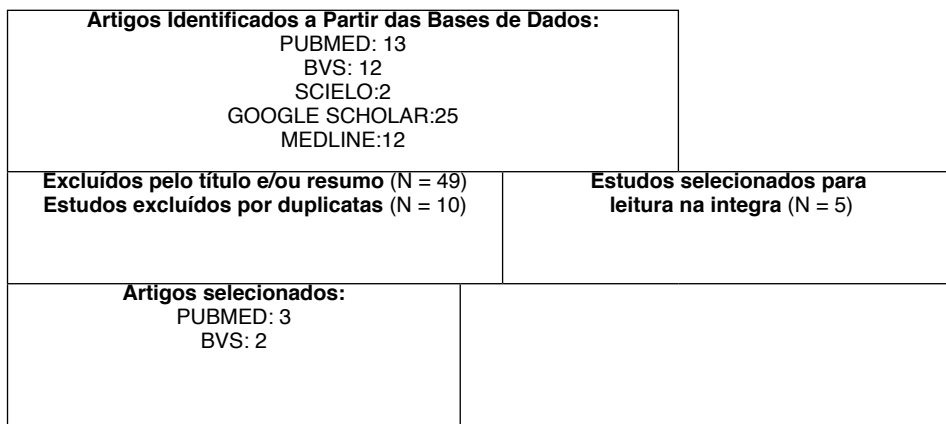 Artigos Identificados a Partir das Bases de Dados:
PUBMED: 13
BVS: 12
SCIELO:2
GOOGLE SCHOLAR:25
MEDLINE:12
Excluídos pelo título e/ou resumo (N = 49)
Estudos excluídos por duplicatas (N = 10)
Estudos selecionados para
leitura na integra (N = 5)
Artigos selecionados:
PUBMED: 3
BVS: 2